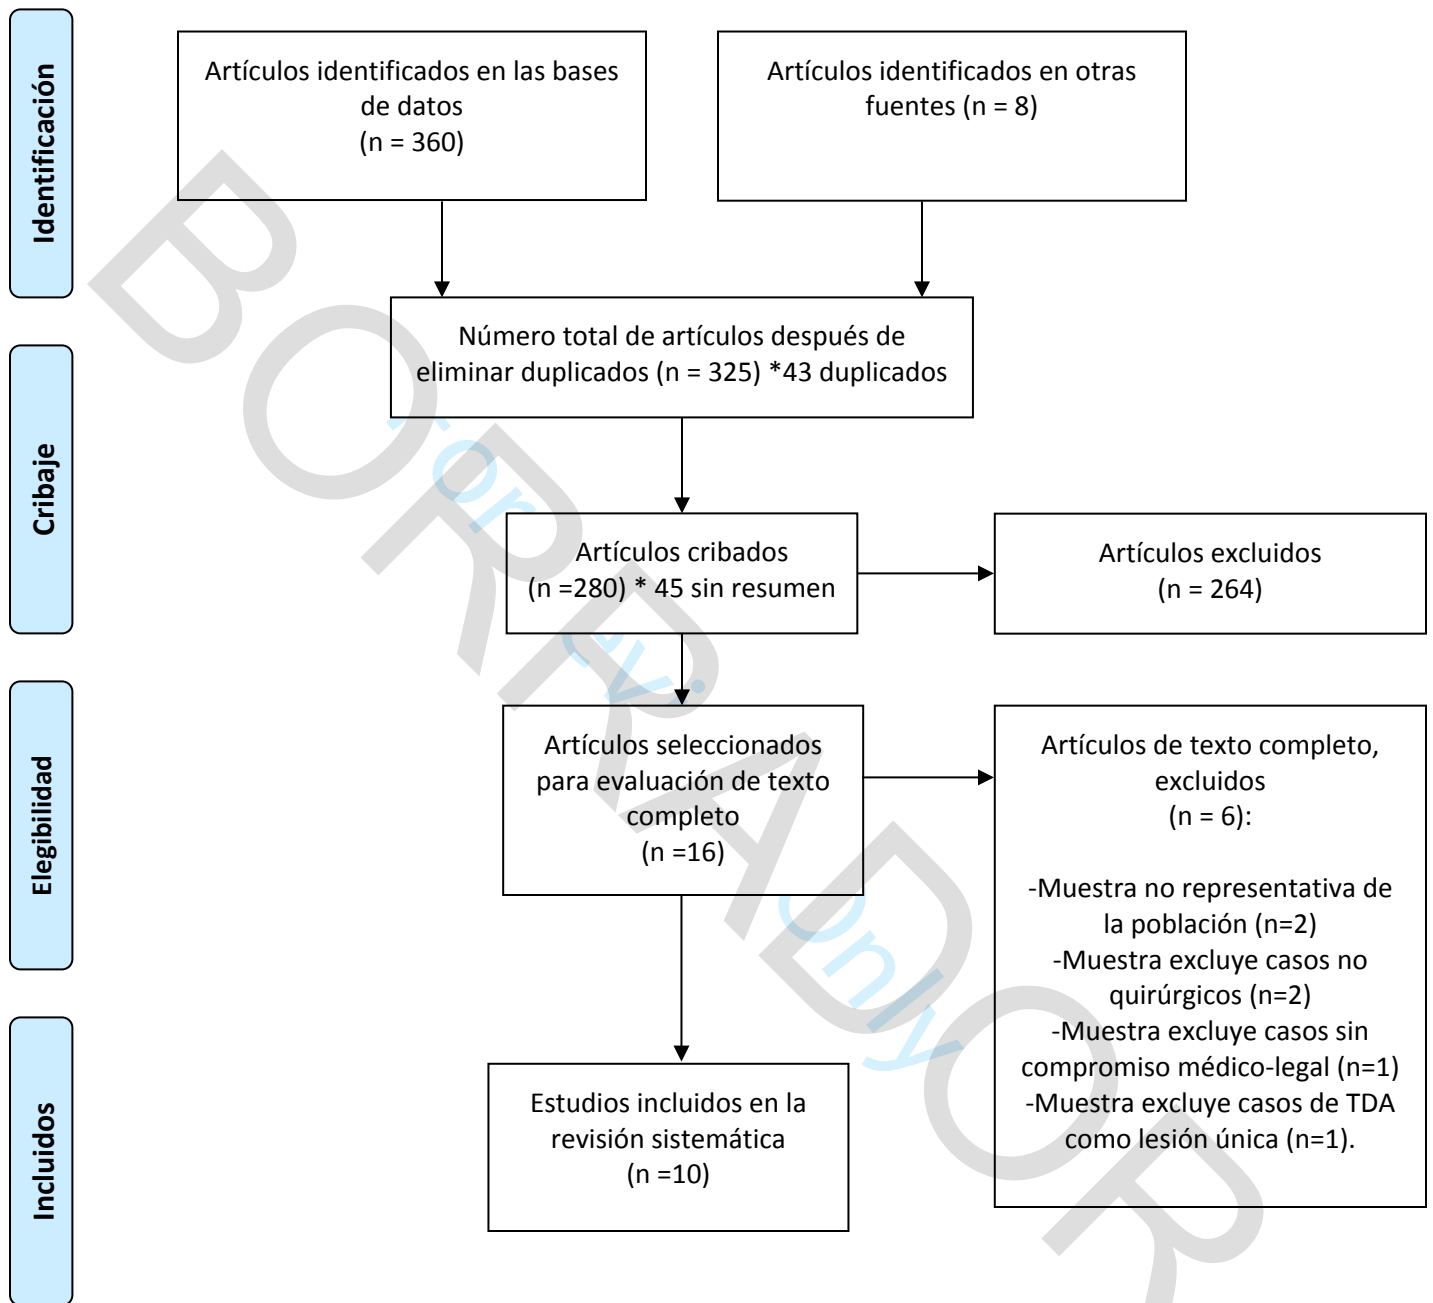 Identificación
Artículos identificados en las bases
de datos
(n = 360)
Artículos identificados en otras
fuentes (n = 8)
Número total de artículos después de
eliminar duplicados (n = 325) *43 duplicados
Cribaje
Artículos cribados
(n =280) * 45 sin resumen
Artículos excluidos
(n = 264)
Elegibilidad
Artículos seleccionados
para evaluación de texto
completo
(n =16)
Artículos de texto completo,
excluidos
(n = 6):
-Muestra no representativa de
la población (n=2)
-Muestra excluye casos no
quirúrgicos (n=2)
-Muestra excluye casos sin
compromiso médico-legal (n=1)
-Muestra excluye casos de TDA
como lesión única (n=1).
Incluidos
Estudios incluidos en la
revisión sistemática
(n =10)
BORRADOR
Only